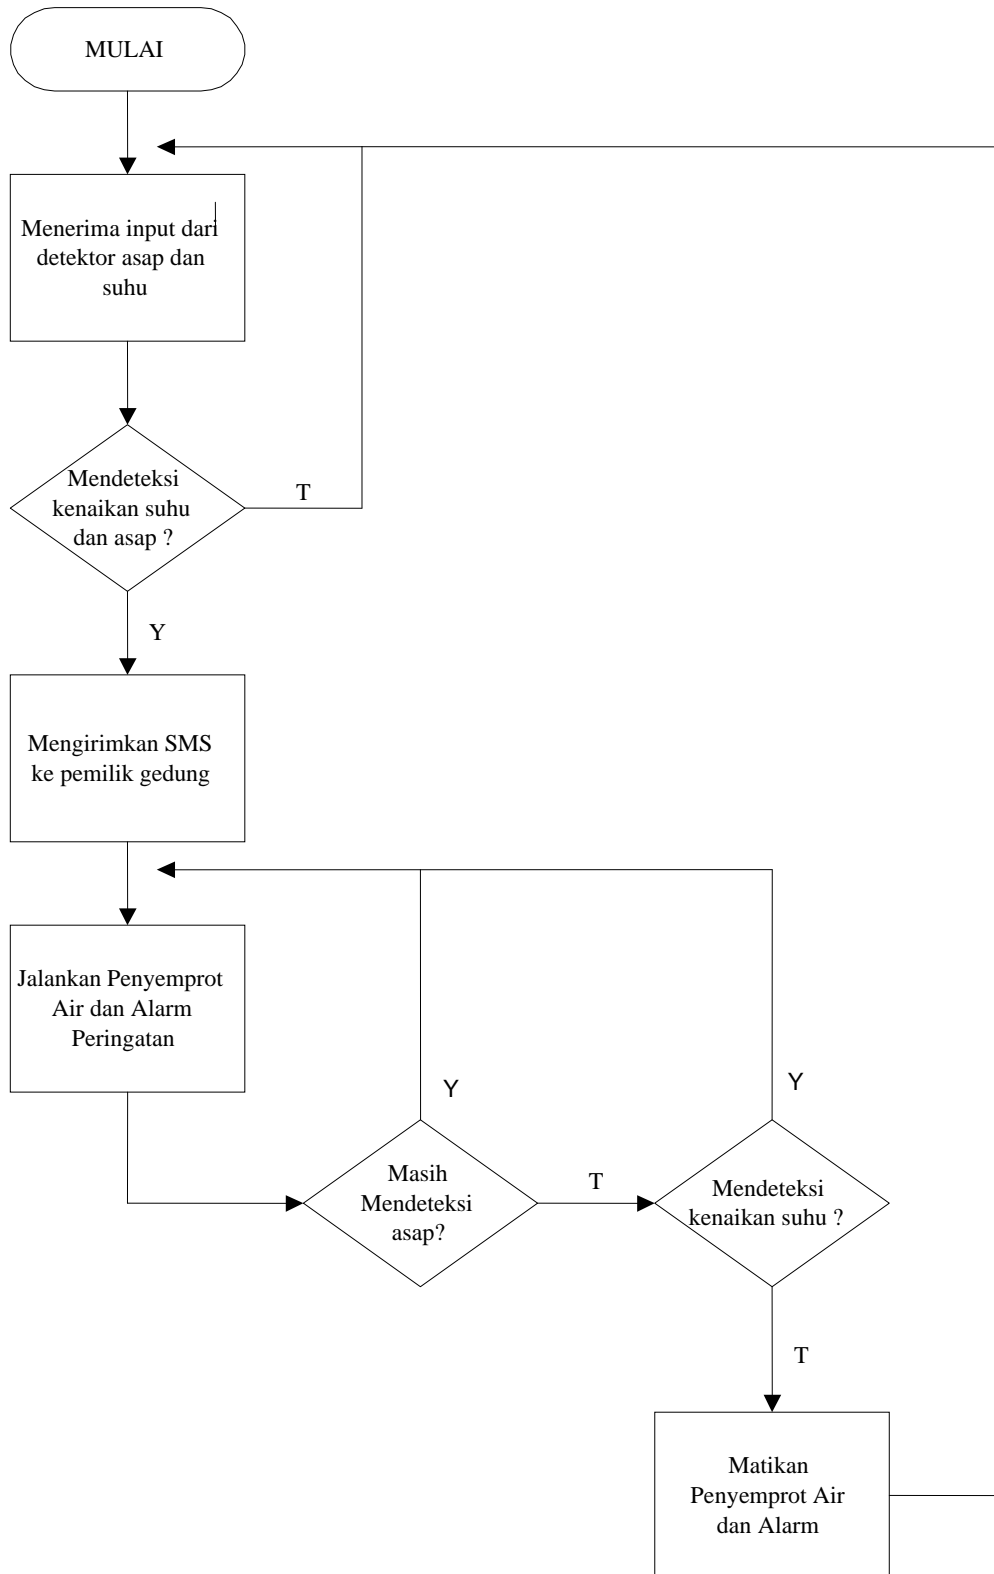 MULAI
Menerima input dari
detektor asap dan
suhu
Mendeteksi
kenaikan suhu
dan asap ?
T
Y
Mengirimkan SMS
ke pemilik gedung
Jalankan Penyemprot
Air dan Alarm
Peringatan
Y
Y
Masih
Mendeteksi
asap?
T
Mendeteksi
kenaikan suhu ?
T
Matikan
Penyemprot Air
dan Alarm